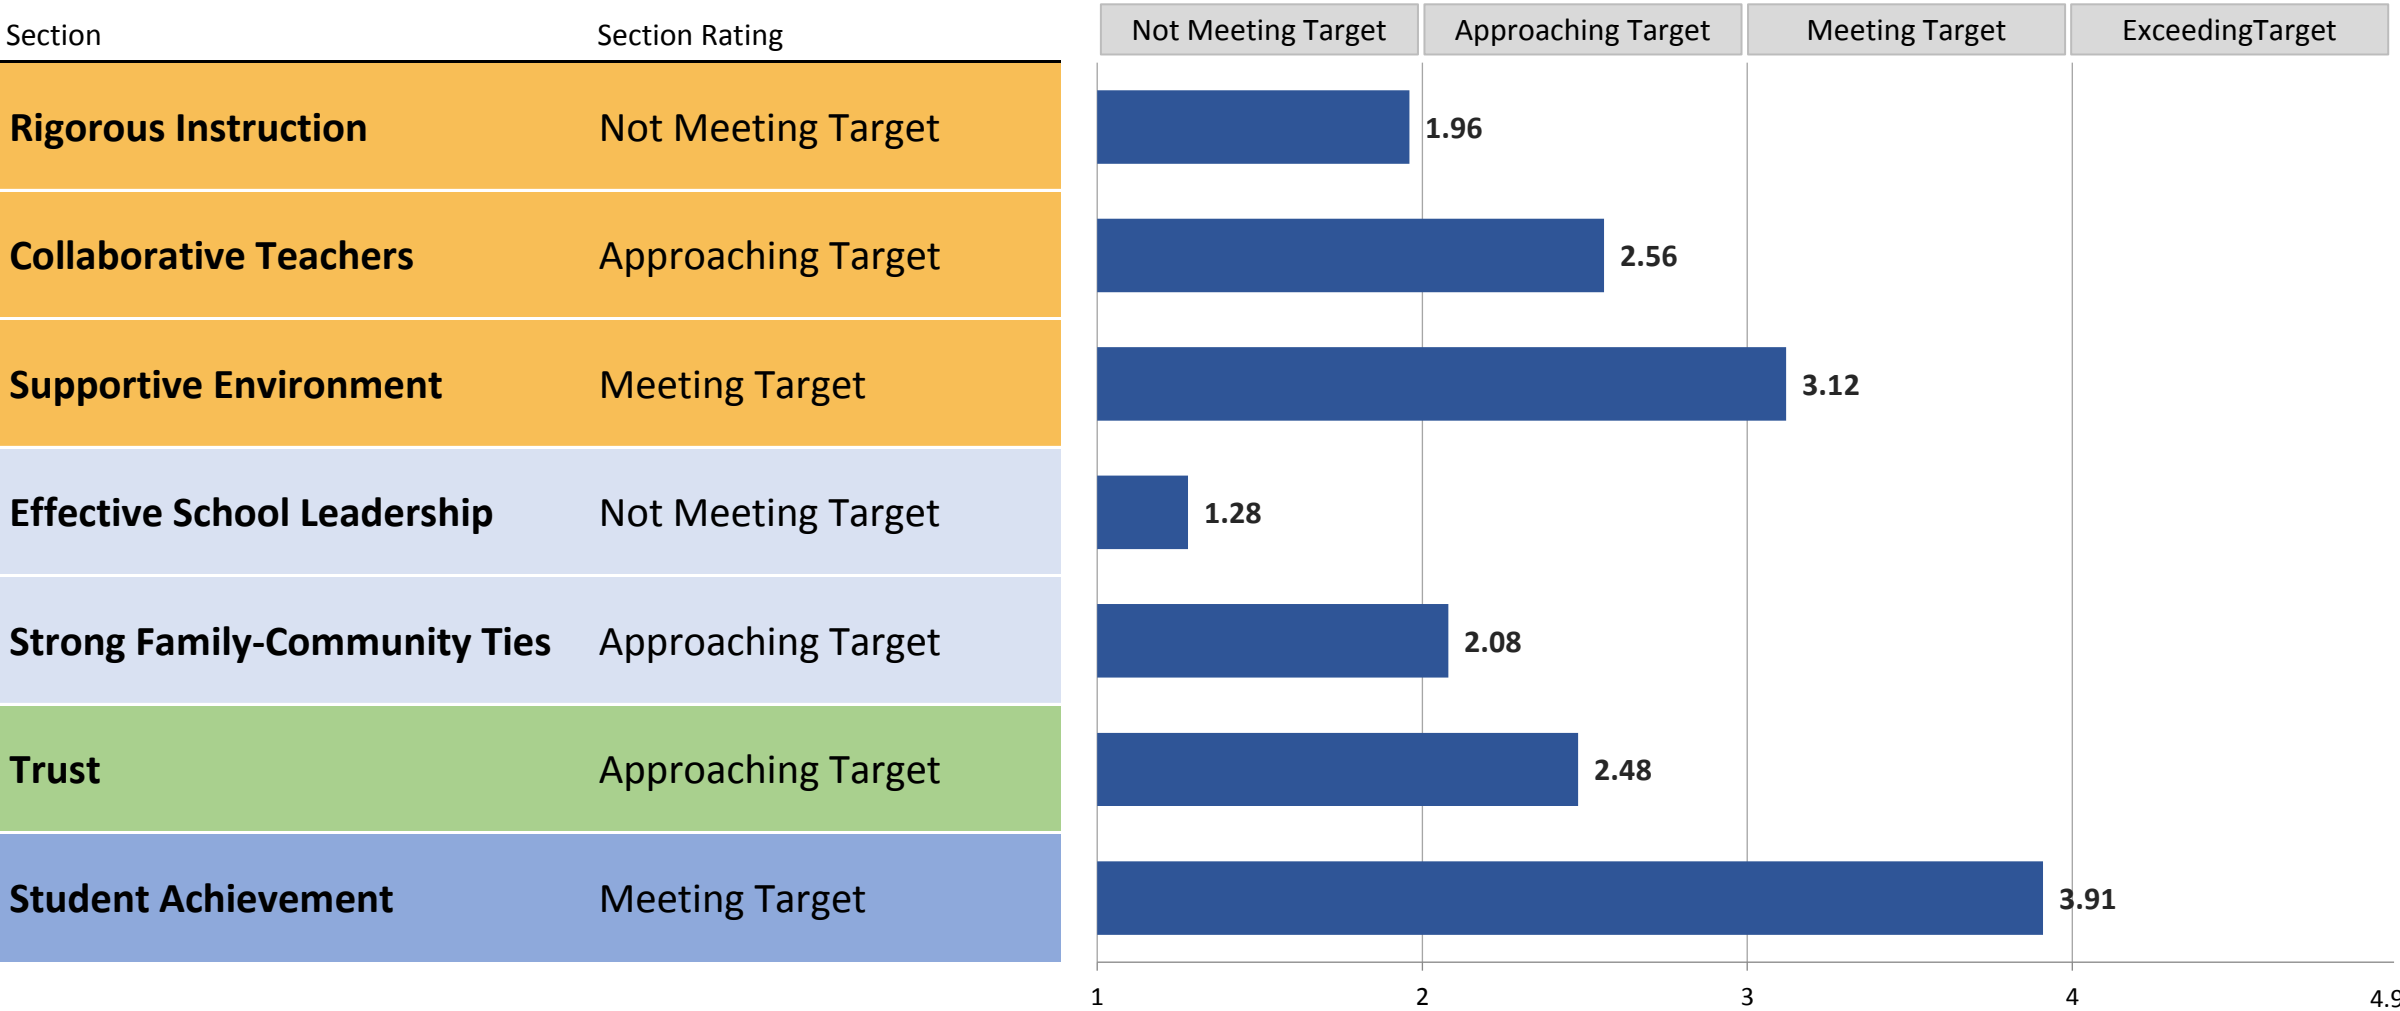 Section Section Rating Not Meeting Target Approaching Target Meeting Target ExceedingTarget
Rigorous Instruction Not Meeting Target 1.96
Collaborative Teachers Approaching Target 2.56
Supportive Environment Meeting Target 3.12
Effective School Leadership Not Meeting Target 1.28
Strong Family-Community Ties Approaching Target 2.08
Trust Approaching Target 2.48
Student Achievement Meeting Target 3.91
1 2 3 4 4.9